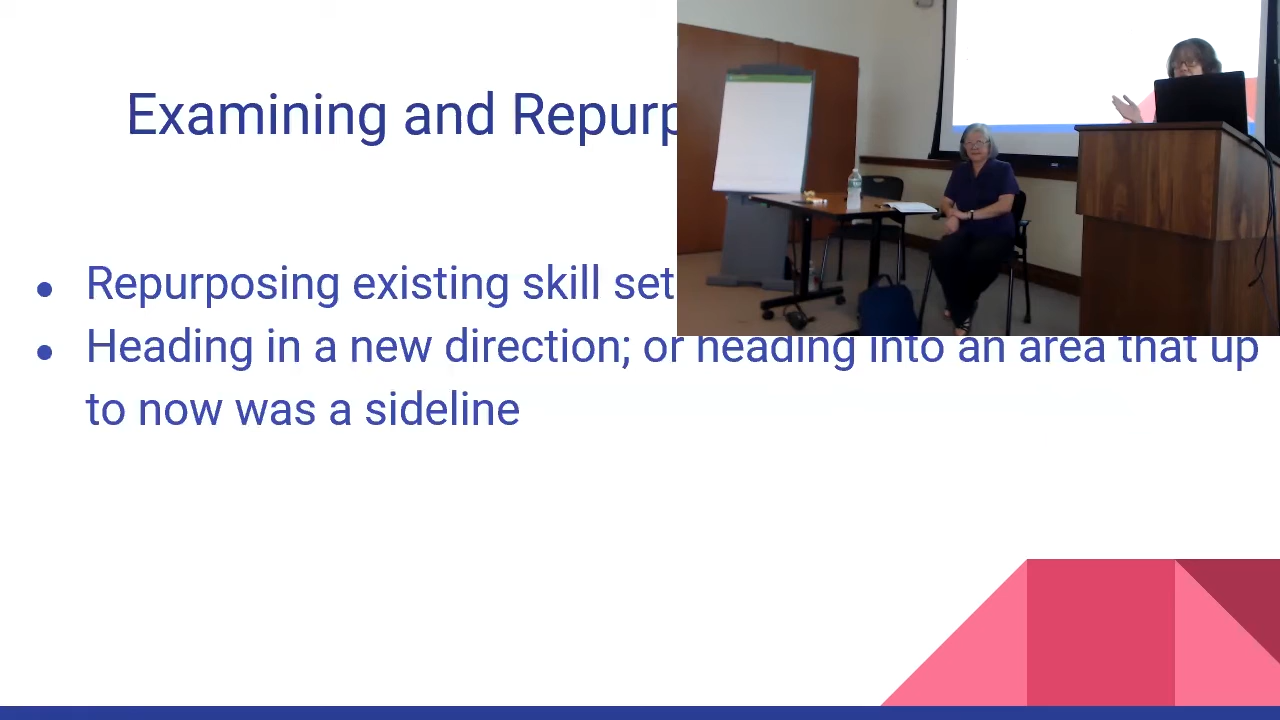 Examining and Repurp
• Repurposing existing skill set
• Heading in a new direction; or heading into an area that up
to now was a sideline